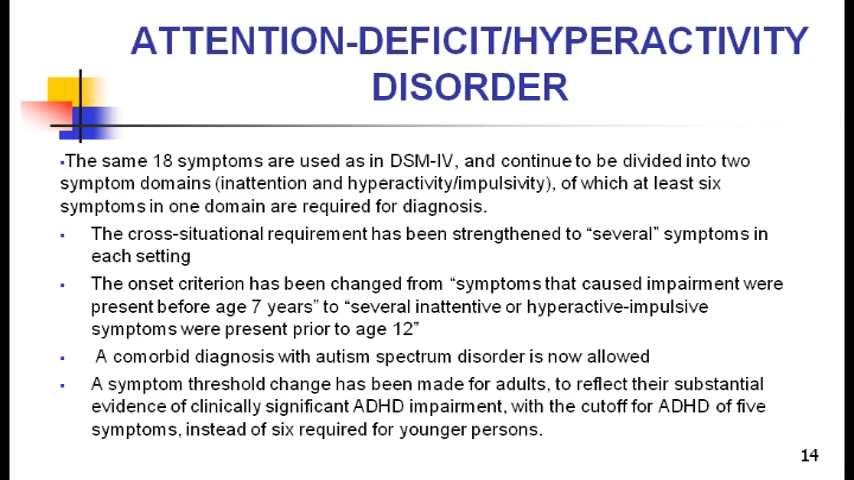 ATTENTION-DEFICIT/HYPERACTIVITY
DISORDER
▪The same 18 symptoms are used as in DSM-IV, and continue to be divided into two
symptom domains (inattention and hyperactivity/impulsivity), of which at least six
symptoms in one domain are required for diagnosis.
▪ The cross-situational requirement has been strengthened to “several” symptoms in
each setting
▪ The onset criterion has been changed from “symptoms that caused impairment were
present before age 7 years” to “several inattentive or hyperactive-impulsive
symptoms were present prior to age 12”
▪ A comorbid diagnosis with autism spectrum disorder is now allowed
▪ A symptom threshold change has been made for adults, to reflect their substantial
evidence of clinically significant ADHD impairment, with the cutoff for ADHD of five
symptoms, instead of six required for younger persons.
14